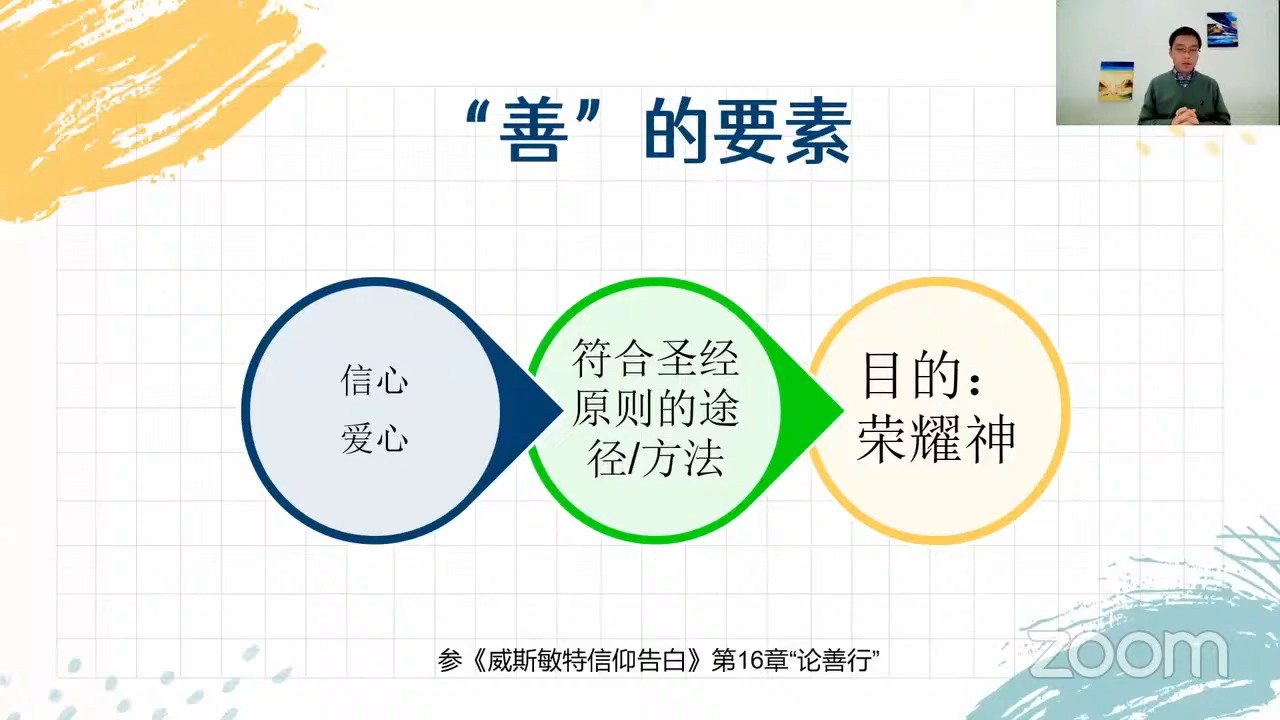 “善”的要素
信心
爱心
符合圣经
原则的途
径/方法
目的：
荣耀神
参《威斯敏特信仰告白》第16章“论善行”
zoom